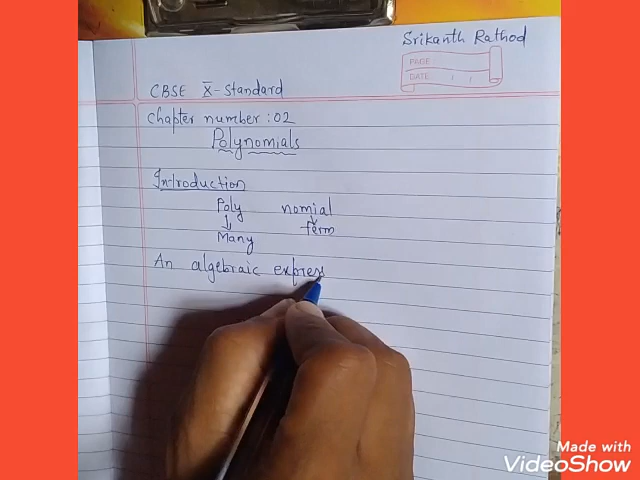 Srikanth Rathod
PAGE:
DATE: / /
CBSE X-Standard
Chapter number : 02
Polynomials
Introduction
Poly nomial
↓ ↓
Many term
An algebraic express
Made with
VideoShow